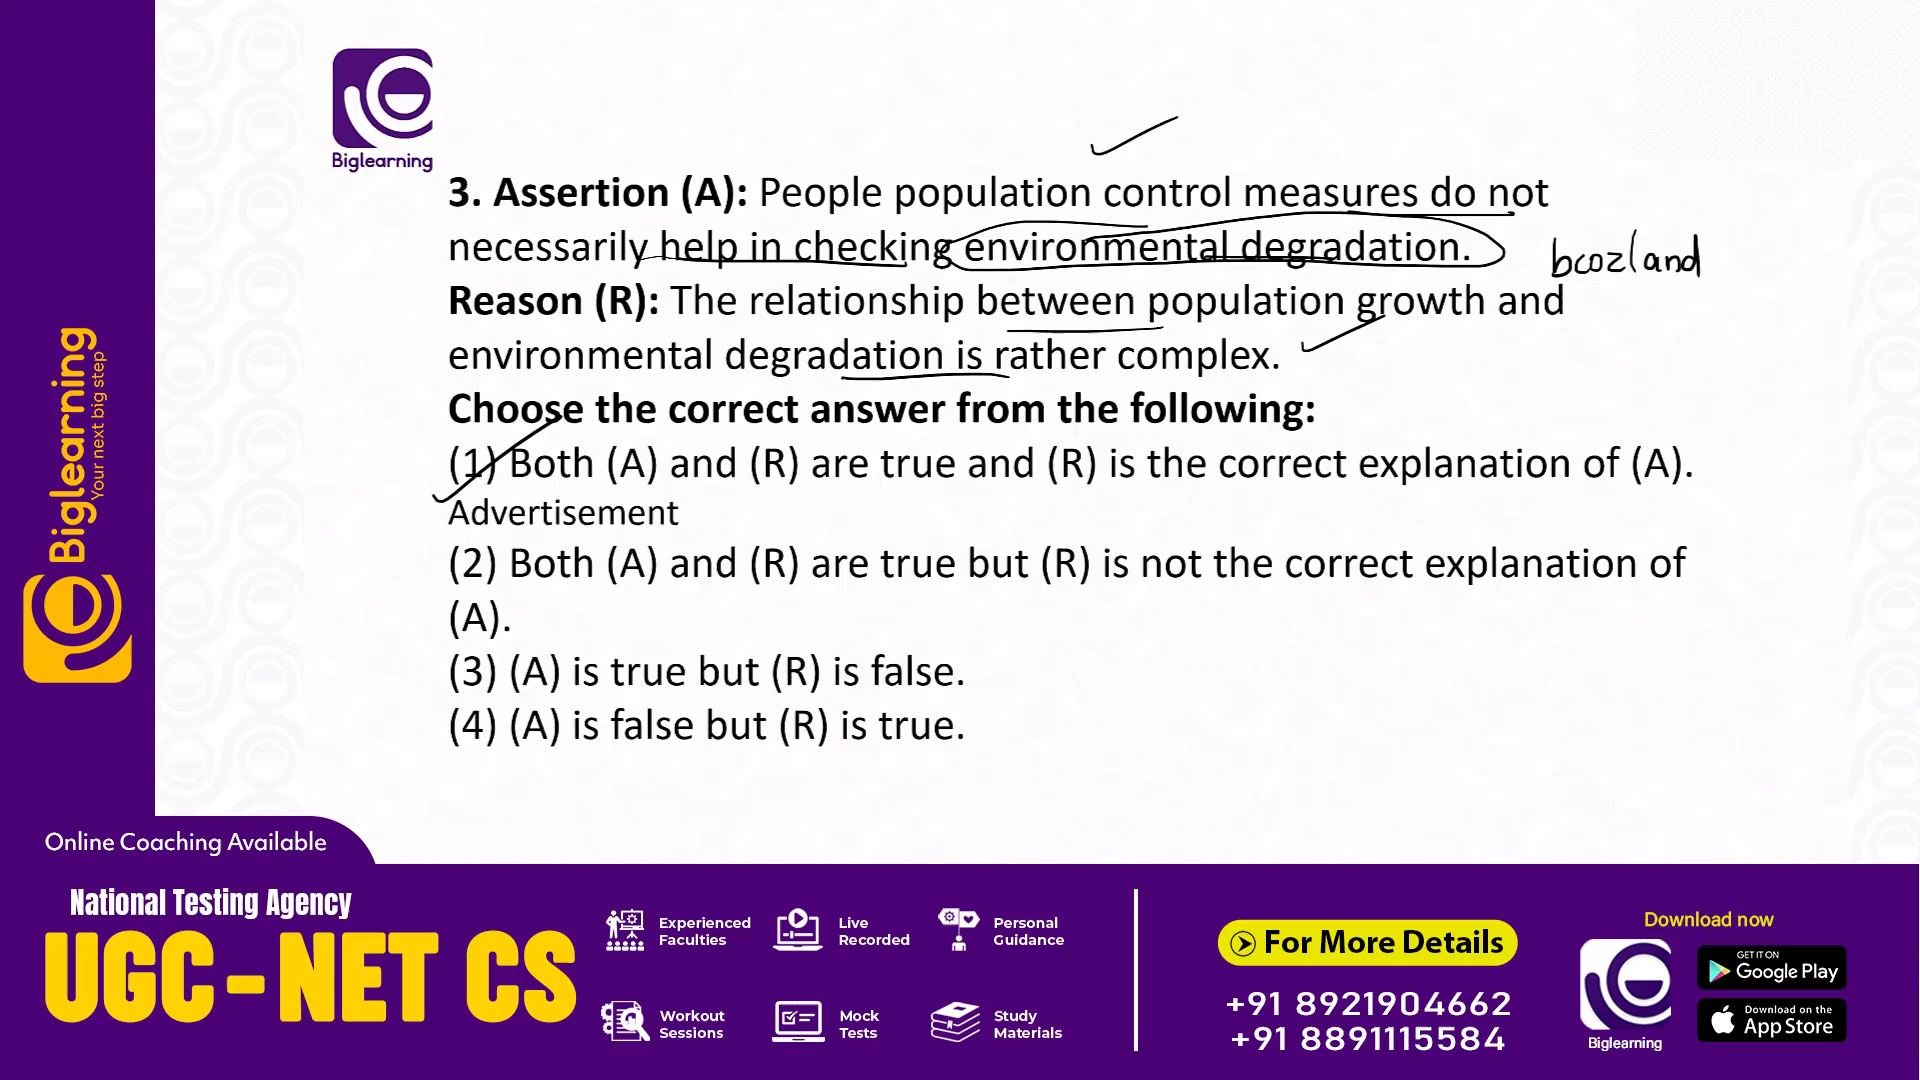 Biglearning
3. Assertion (A): People population control measures do not
necessarily help in checking environmental degradation.
bcoz land
Reason (R): The relationship between population growth and
environmental degradation is rather complex.
Choose the correct answer from the following:
(1) Both (A) and (R) are true and (R) is the correct explanation of (A).
Advertisement
(2) Both (A) and (R) are true but (R) is not the correct explanation of
(A).
(3) (A) is true but (R) is false.
(4) (A) is false but (R) is true.
Biglearning
Your next big step
Online Coaching Available
National Testing Agency
UGC-NET CS
Experienced
Faculties
Live
Recorded
Personal
Guidance
Workout
Sessions
Mock
Tests
Study
Materials
For More Details
+91 8921904662
+91 8891115584
Download now
Biglearning
GET IT ON
Google Play
Download on the
App Store